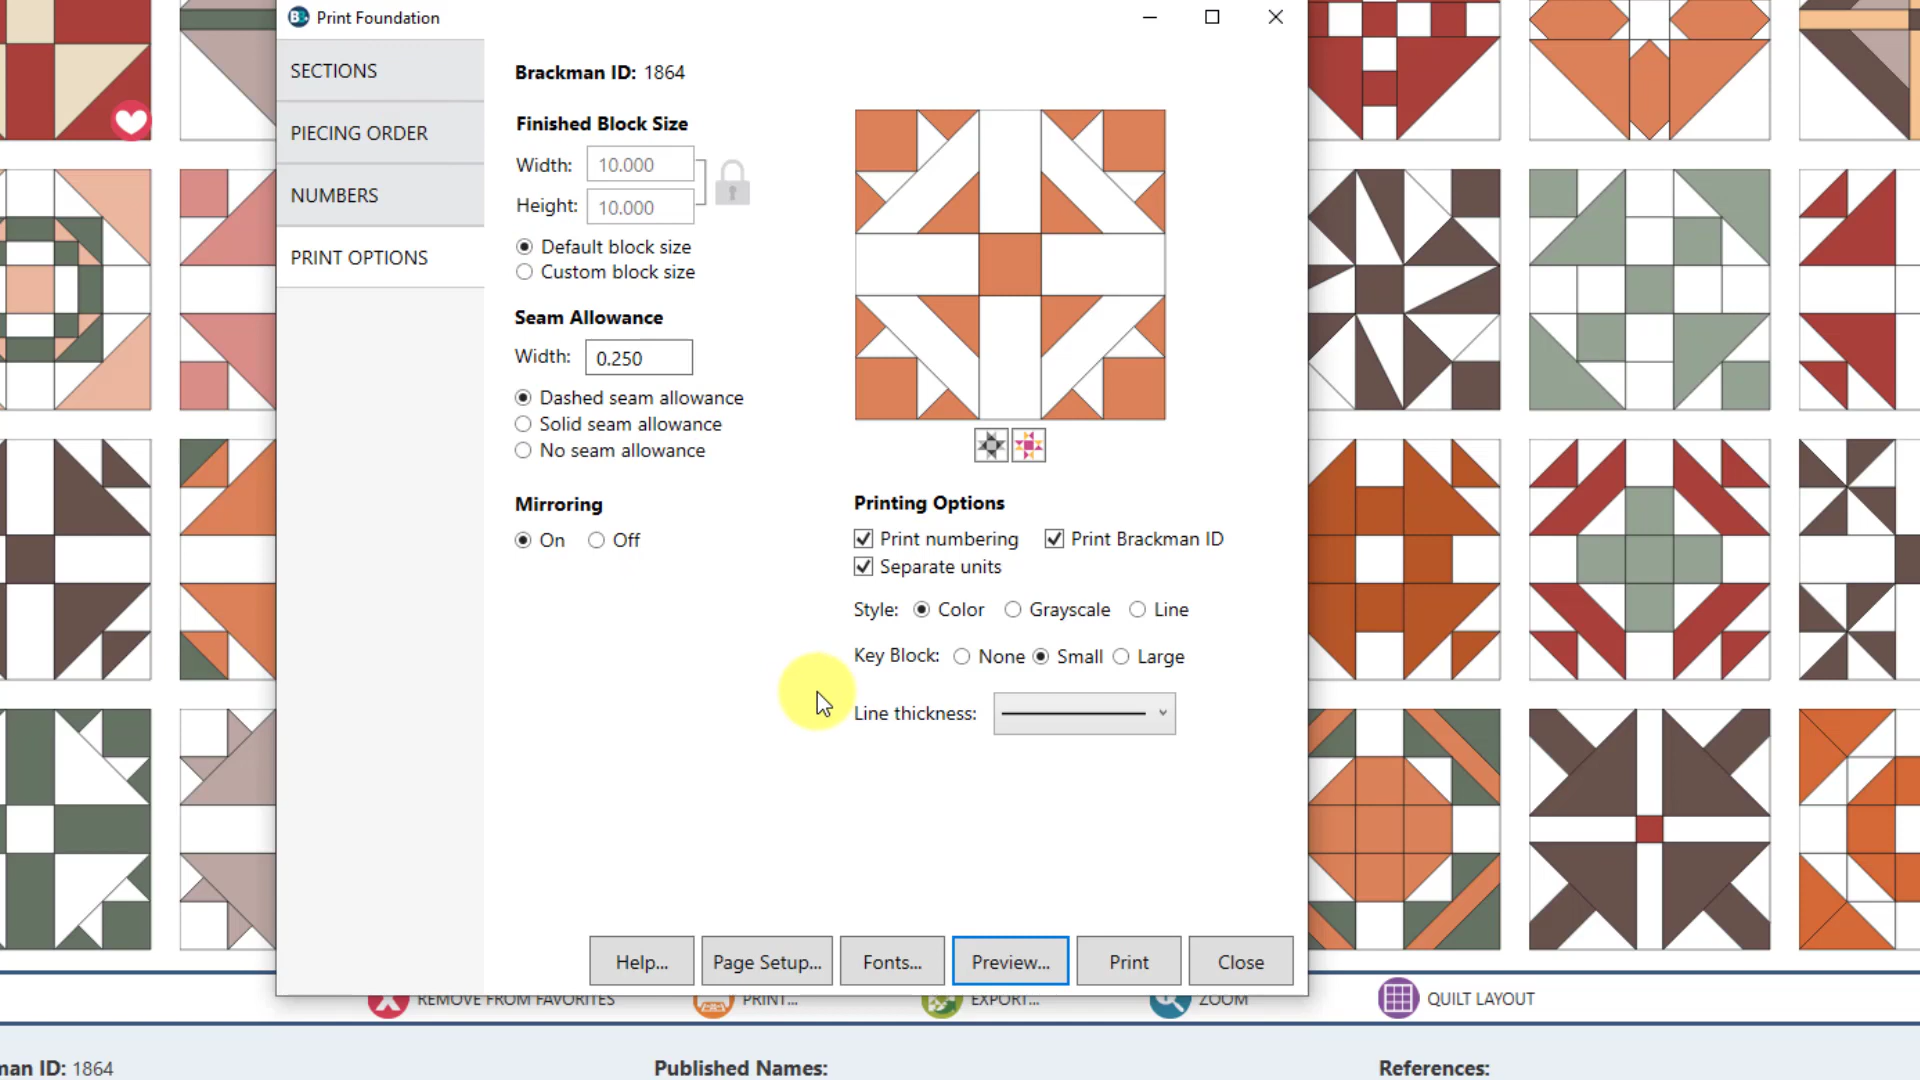 Print Foundation
SECTIONS
PIECING ORDER
NUMBERS
PRINT OPTIONS
Brackman ID: 1864
Finished Block Size
Width: 10.000
Height: 10.000
Default block size
Custom block size
Seam Allowance
Width: 0.250
Dashed seam allowance
Solid seam allowance
No seam allowance
Mirroring
On Off
Printing Options
Print numbering Print Brackman ID
Separate units
Style: Color Grayscale Line
Key Block: None Small Large
Line thickness:
Help... Page Setup... Fonts... Preview... Print Close
REMOVE FROM FAVORITES PRINT... EXPORT... ZOOM QUILT LAYOUT
man ID: 1864 Published Names: References: